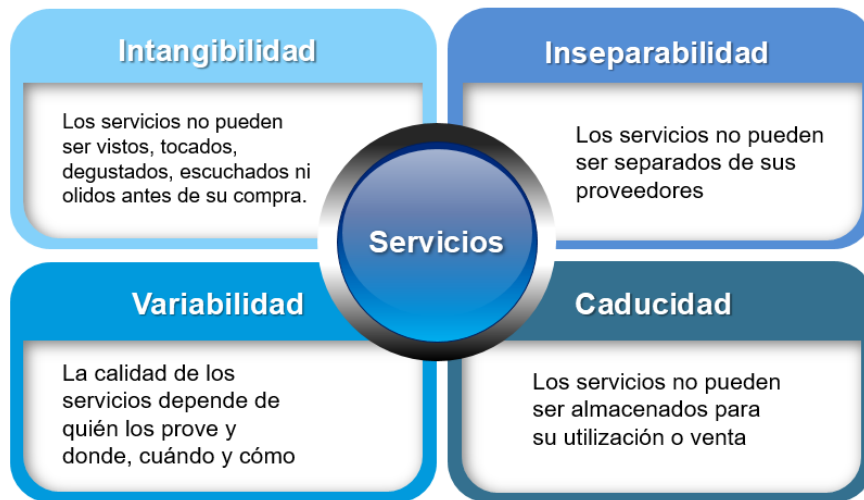 Intangibilidad
Los servicios no pueden
ser vistos, tocados,
degustados, escuchados ni
olidos antes de su compra.
Inseparabilidad
Los servicios no pueden
ser separados de sus
proveedores
Servicios
Variabilidad
La calidad de los
servicios depende de
quién los prove y
donde, cuándo y cómo
Caducidad
Los servicios no pueden
ser almacenados para
su utilización o venta